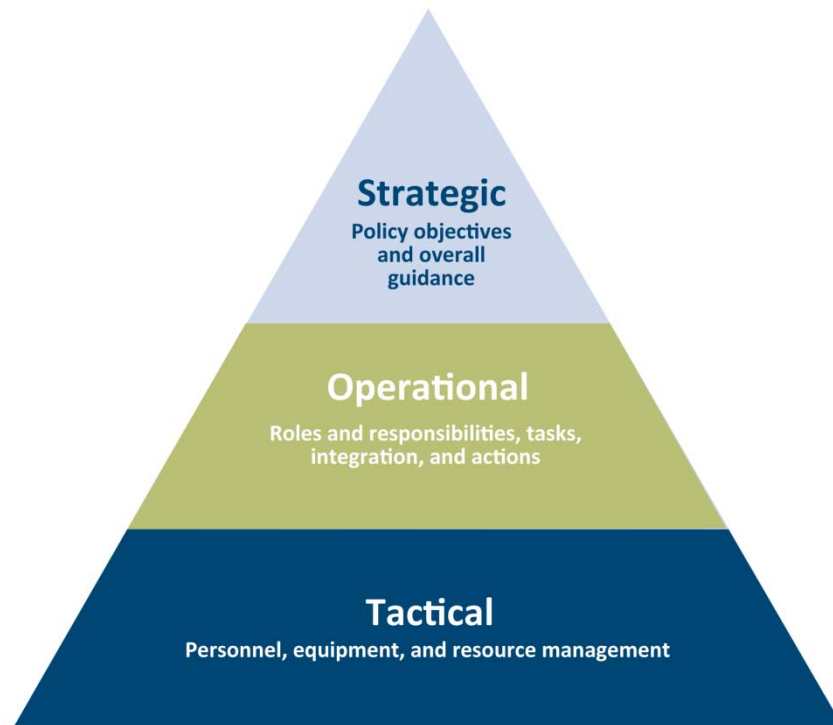 Strategic
Policy objectives
and overall
guidance
Operational
Roles and responsibilities, tasks,
integration, and actions
Tactical
Personnel, equipment, and resource management